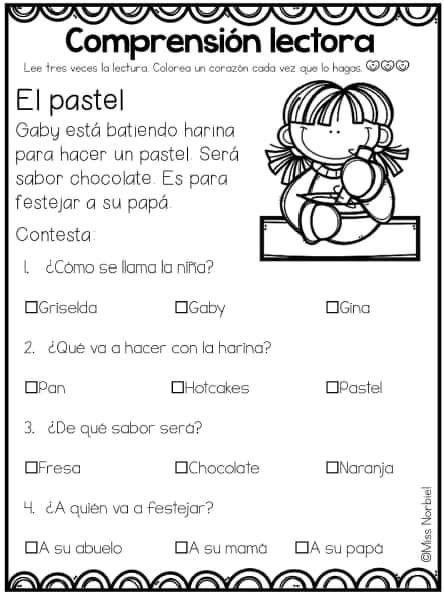 Comprensión lectora
Lee tres veces la lectura. Colorea un corazón cada vez que lo hagas.
El pastel
Gaby está batiendo harina
para hacer un pastel. Será
sabor chocolate. Es para
festejar a su papá.
Contesta:
1. ¿Cómo se llama la niña?
Griselda Gaby Gina
2. ¿Qué va a hacer con la harina?
Pan Hotcakes Pastel
3. ¿De qué sabor será?
Fresa Chocolate Naranja
4. ¿A quién va a festejar?
A su abuelo A su mamá A su papá
©Miss Norbiel